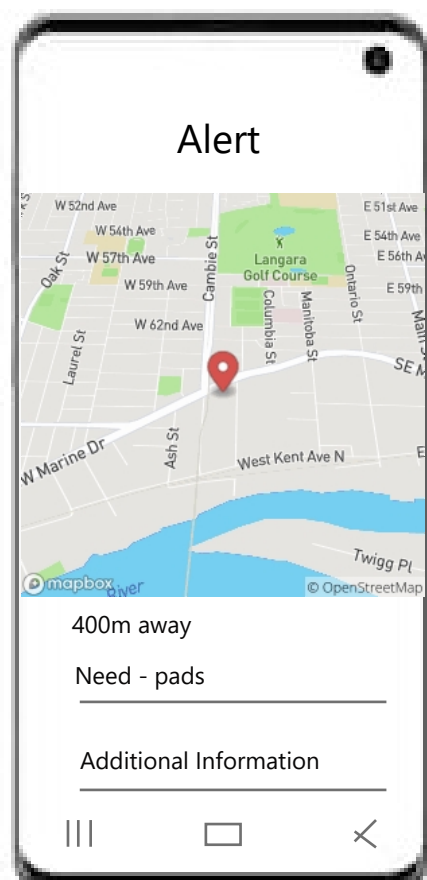 Alert
W 52nd Ave
E 51st Ave
W 54th Ave
E 54th Ave
W 57th Ave
E 56th A
Langara
Golf Course
W 59th Ave
E 59th
Oak St
Cambie St
Ontario St
Columbia St
Manitoba St
Main
W 62nd Ave
Laurel St
SE M
W Marine Dr
Ash St
West Kent Ave N
E
Twigg Pl
River
mapbox
© OpenStreetMap
400m away
Need - pads
Additional Information